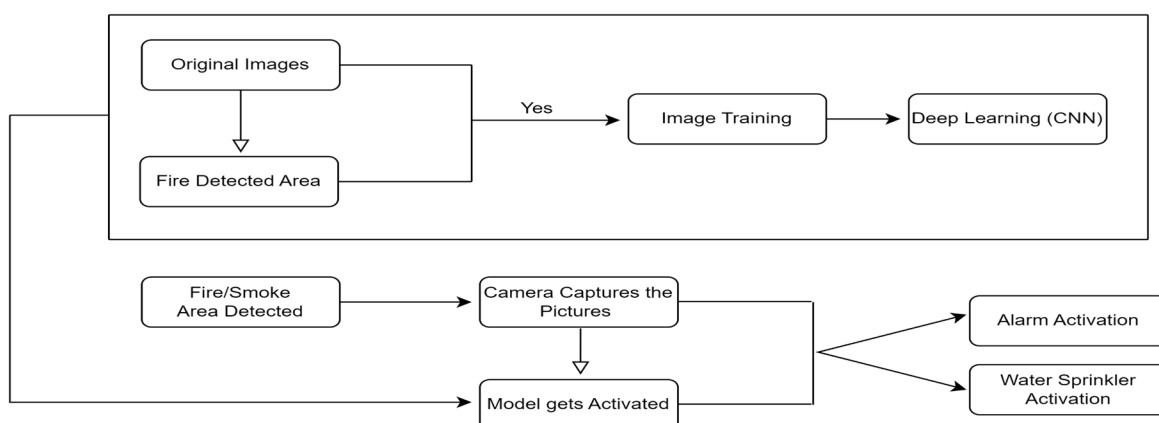 Original Images
Yes
Image Training
Deep Learning (CNN)
Fire Detected Area
Fire/Smoke
Area Detected
Camera Captures the
Pictures
Alarm Activation
Model gets Activated
Water Sprinkler
Activation